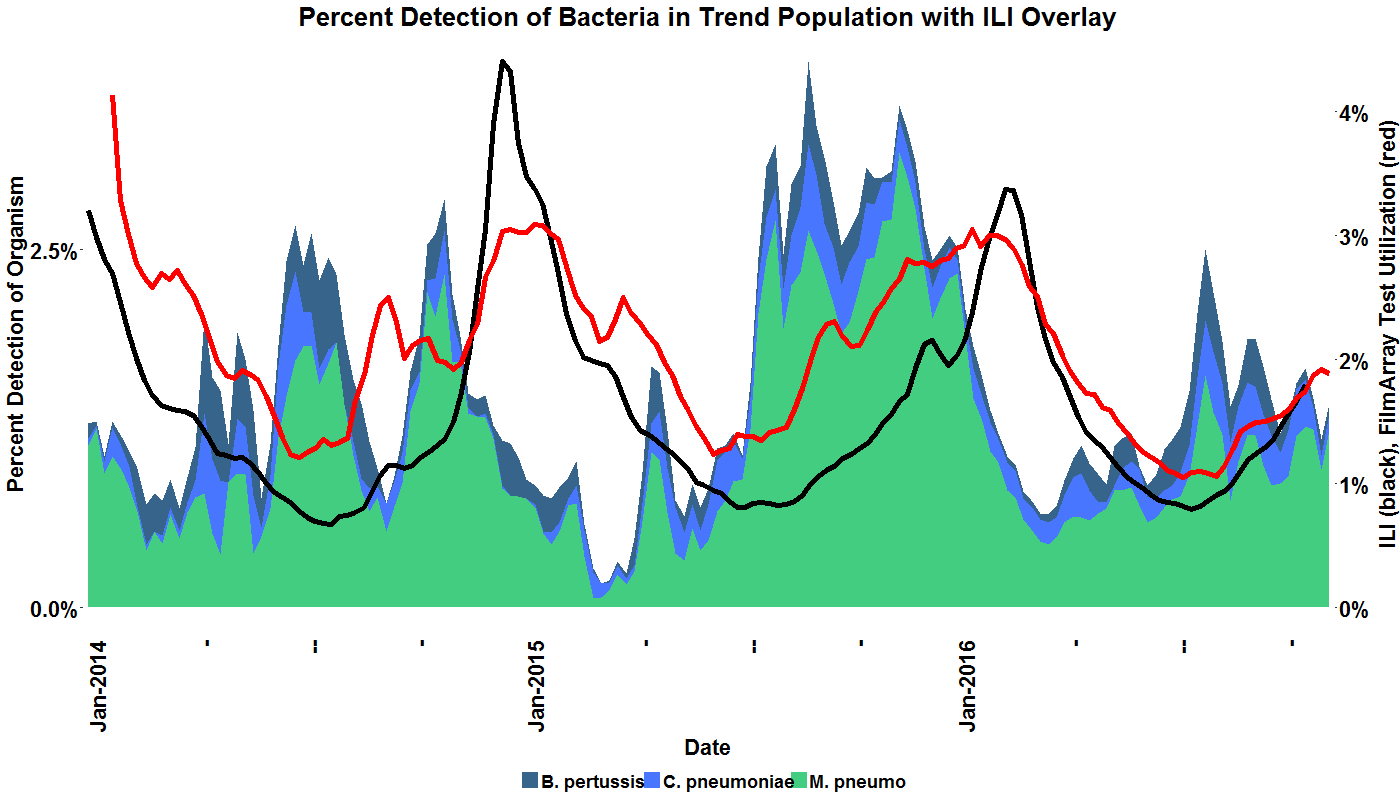 Percent Detection of Bacteria in Trend Population with ILI Overlay
Percent Detection of Organism
2.5%
0.0%
4%
3%
2%
1%
0%
ILI (black), FilmArray Test Utilization (red)
Jan-2014
-
--
-
Jan-2015
-
--
-
Jan-2016
-
--
-
Date
B. pertussis C. pneumoniae M. pneumo